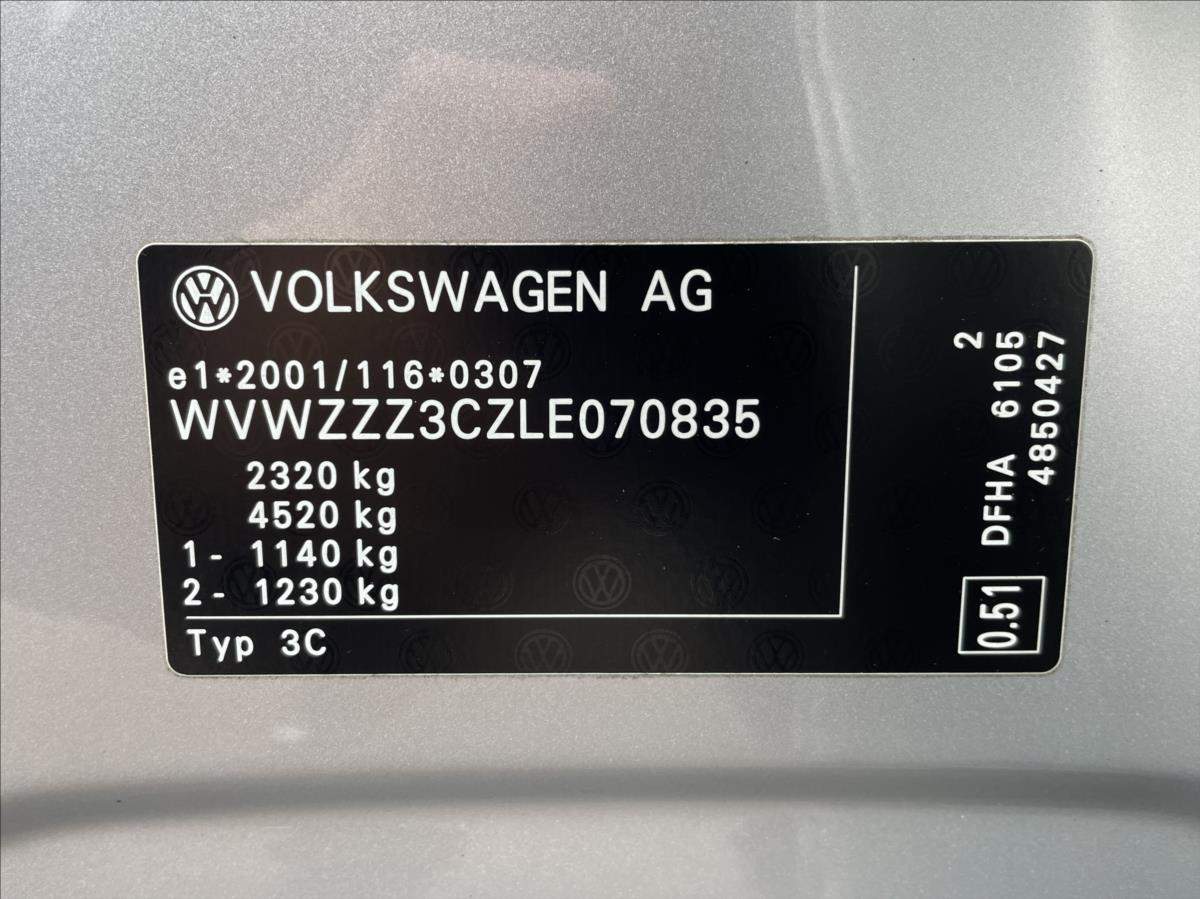 VOLKSWAGEN AG
e1*2001/116*0307
WVWZZZ3CZLE070835
2320 kg
4520 kg
1- 1140 kg
2- 1230 kg
Typ 3C
2
DFHA 6105
4850427
0.51